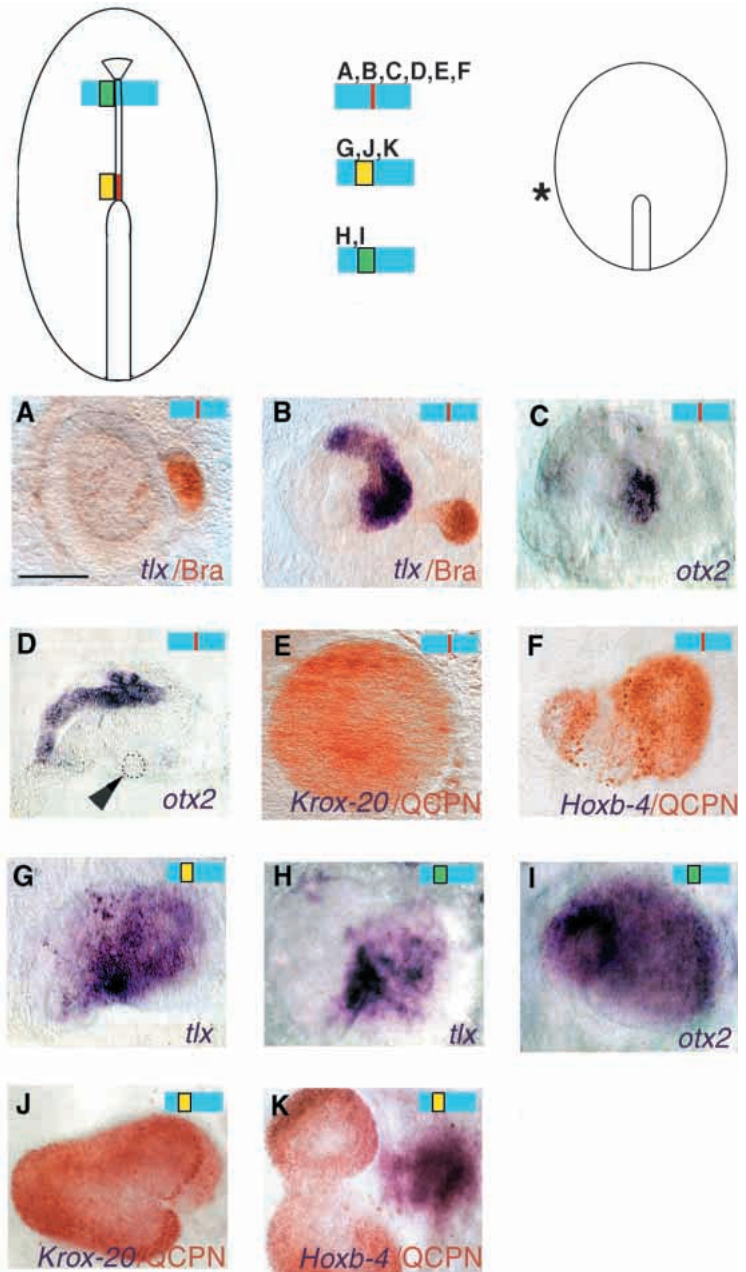 A,B,C,D,E,F
G,J,K
H,I
*
A
tlx/Bra
B
tlx/Bra
C
otx2
D
otx2
E
Krox-20/QCPN
F
Hoxb-4/QCPN
G
tlx
H
tlx
I
otx2
J
Krox-20/QCPN
K
Hoxb-4/QCPN